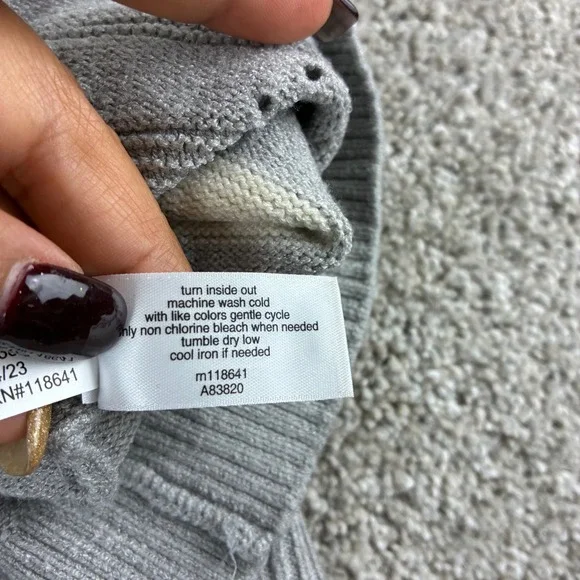 turn inside out
machine wash cold
with like colors gentle cycle
only non chlorine bleach when needed
tumble dry low
cool iron if needed
m118641
A83820
/23
N#118641